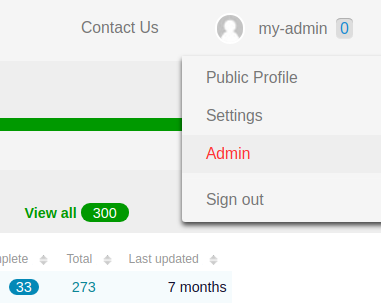 Contact Us
my-admin 0
Public Profile
Settings
Admin
Sign out
View all 300
Total Last updated
33 273 7 months